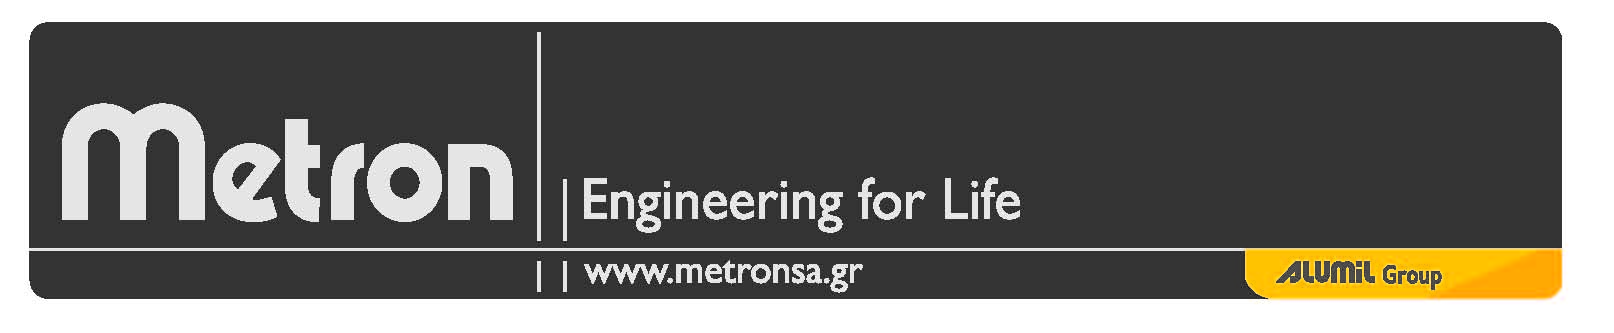 Metron
Engineering for Life
www.metronsa.gr
ALUMIL Group